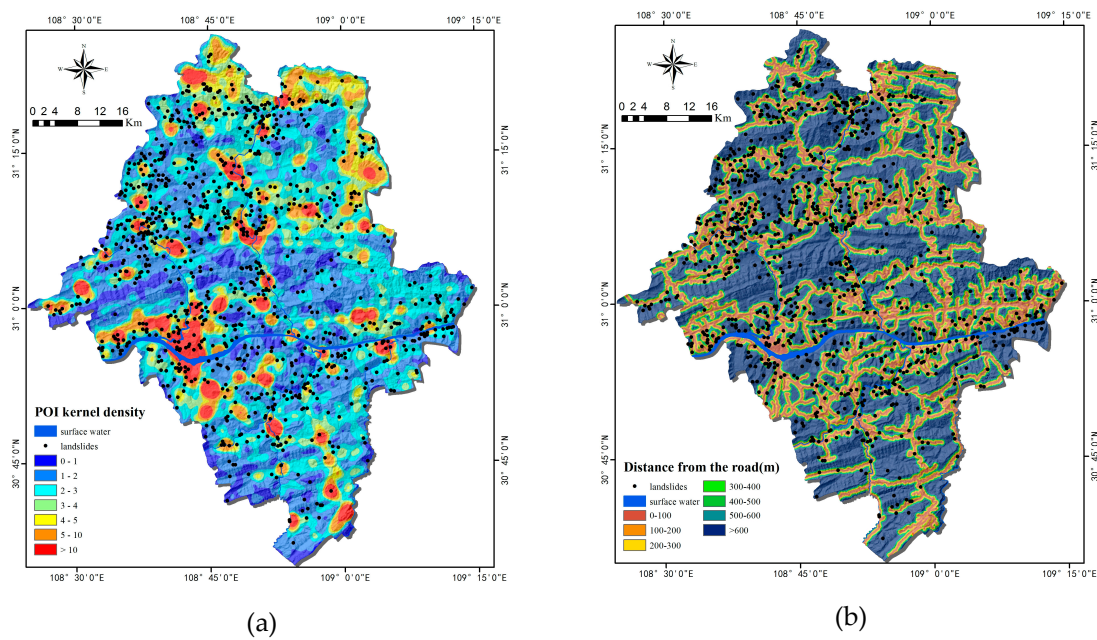 108° 30'0"E 108° 45'0"E 109° 0'0"E 109° 15'0"E
N
W E
S
0 2 4 8 12 16
Km
31° 15'0"N 31° 15'0"N
31° 0'0"N 31° 0'0"N
30° 45'0"N 30° 45'0"N
POI kernel density
surface water
landslides
0 - 1
1 - 2
2 - 3
3 - 4
4 - 5
5 - 10
> 10
108° 30'0"E 108° 45'0"E 109° 0'0"E 109° 15'0"E
(a)
108° 30'0"E 108° 45'0"E 109° 0'0"E 109° 15'0"E
N
W E
S
0 2 4 8 12 16
Km
31° 15'0"N 31° 15'0"N
31° 0'0"N 31° 0'0"N
30° 45'0"N 30° 45'0"N
Distance from the road(m)
landslides
surface water
0-100
100-200
200-300
300-400
400-500
500-600
>600
108° 30'0"E 108° 45'0"E 109° 0'0"E 109° 15'0"E
(b)